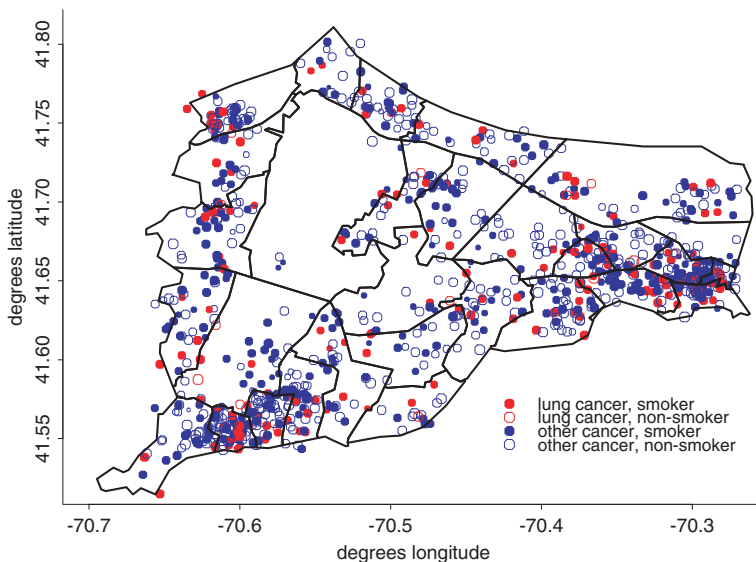 41.80
41.75
41.70
41.65
41.60
41.55
degrees latitude
lung cancer, smoker
lung cancer, non-smoker
other cancer, smoker
other cancer, non-smoker
-70.7
-70.6
-70.5
-70.4
-70.3
degrees longitude